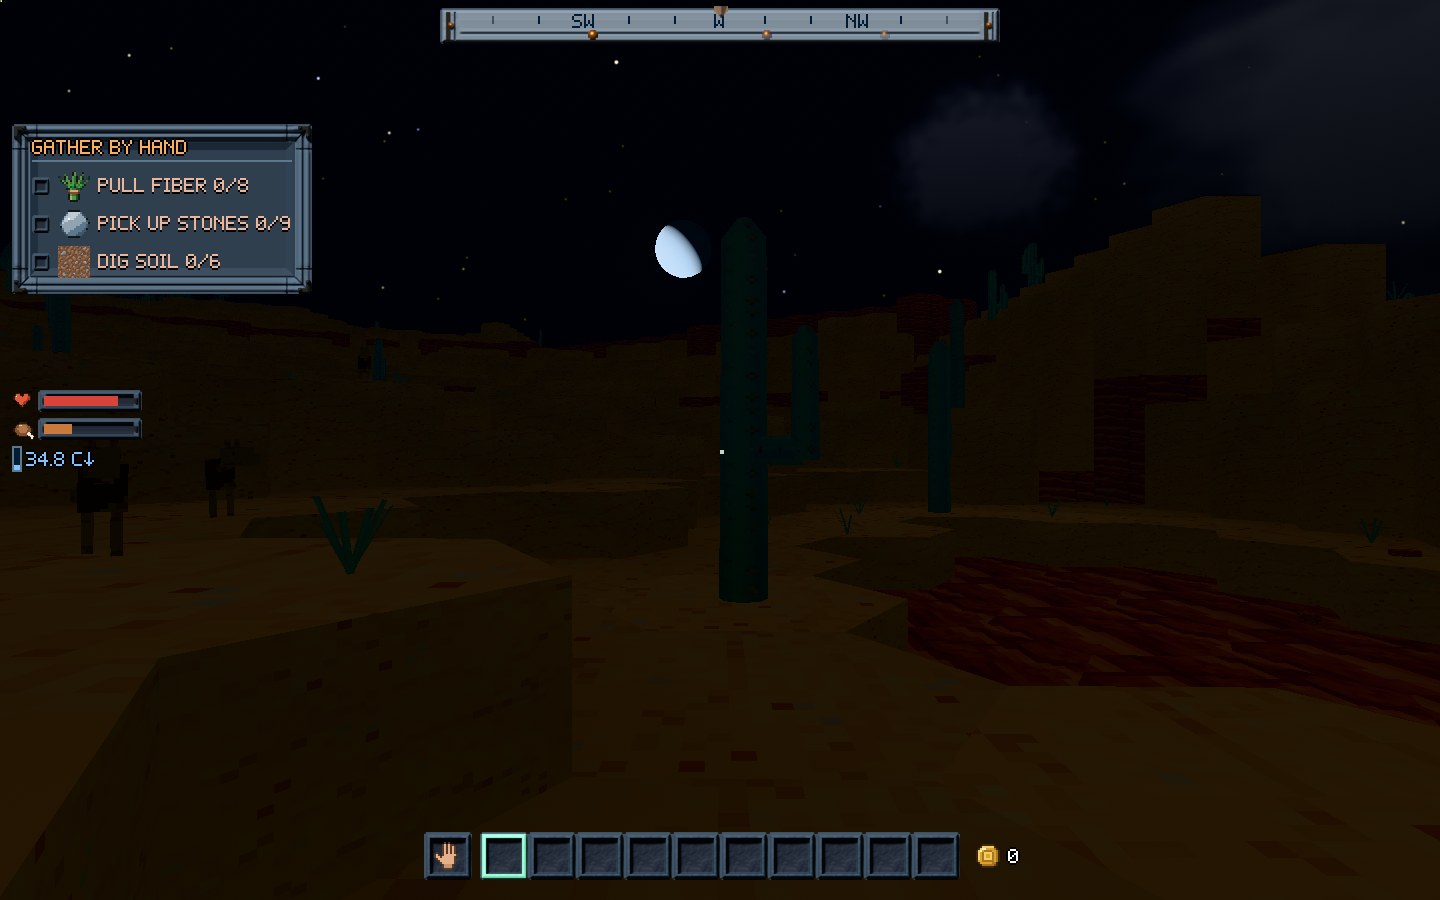 SW W NW
GATHER BY HAND
PULL FIBER 0/8
PICK UP STONES 0/9
DIG SOIL 0/6
34.8 C↓
0